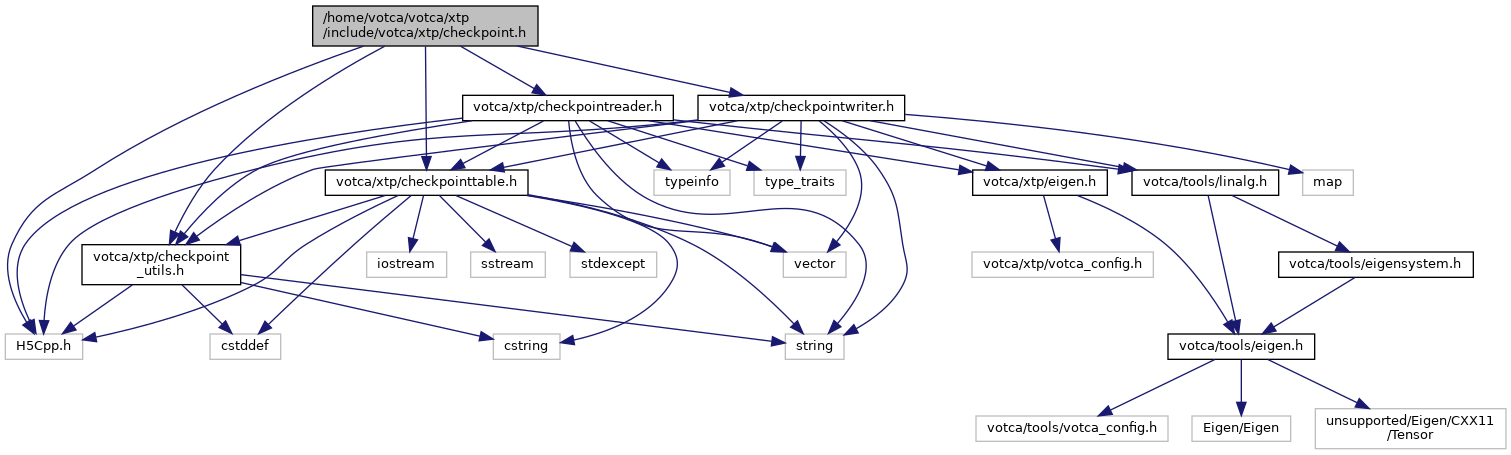 /home/votca/votca/xtp
/include/votca/xtp/checkpoint.h
votca/xtp/checkpointreader.h
votca/xtp/checkpointwriter.h
votca/xtp/checkpointtable.h
typeinfo
type_traits
votca/xtp/eigen.h
votca/tools/linalg.h
map
votca/xtp/checkpoint
_utils.h
iostream
sstream
stdexcept
vector
votca/xtp/votca_config.h
votca/tools/eigensystem.h
H5Cpp.h
cstddef
cstring
string
votca/tools/eigen.h
votca/tools/votca_config.h
Eigen/Eigen
unsupported/Eigen/CXX11
/Tensor